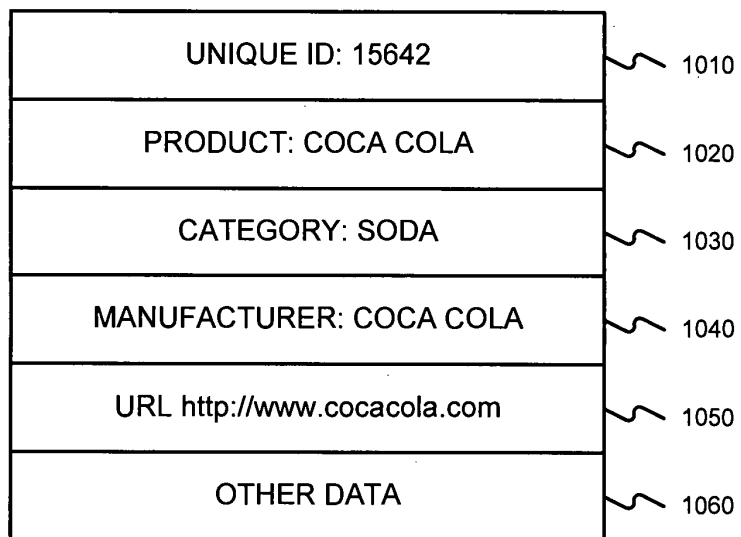 UNIQUE ID: 15642 1010
PRODUCT: COCA COLA 1020
CATEGORY: SODA 1030
MANUFACTURER: COCA COLA 1040
URL http://www.cocacola.com 1050
OTHER DATA 1060